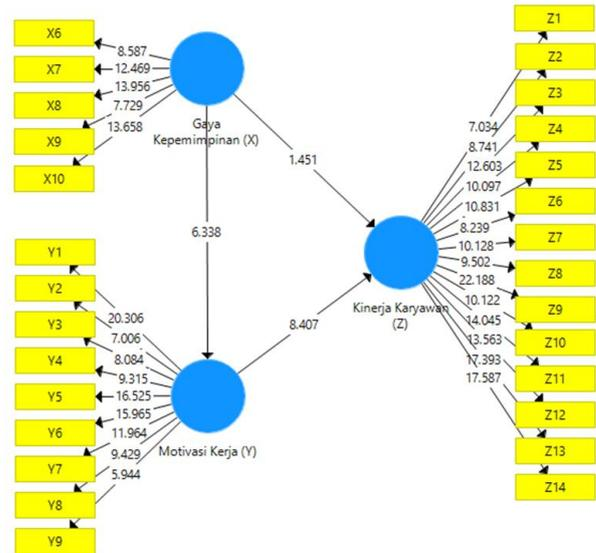 X6
X7
X8
X9
X10
8.587
12.469
13.956
7.729
13.658
Gaya
Kepemimpinan (X)
1.451
6.338
8.407
Y1
Y2
Y3
Y4
Y5
Y6
Y7
Y8
Y9
20.306
7.006
8.084
9.315
16.525
15.965
11.964
9.429
5.944
Motivasi Kerja (Y)
Kinerja Karyawan
(Z)
7.034
8.741
12.603
10.097
10.831
8.239
10.128
9.502
22.188
10.122
14.045
13.563
17.393
17.587
Z1
Z2
Z3
Z4
Z5
Z6
Z7
Z8
Z9
Z10
Z11
Z12
Z13
Z14